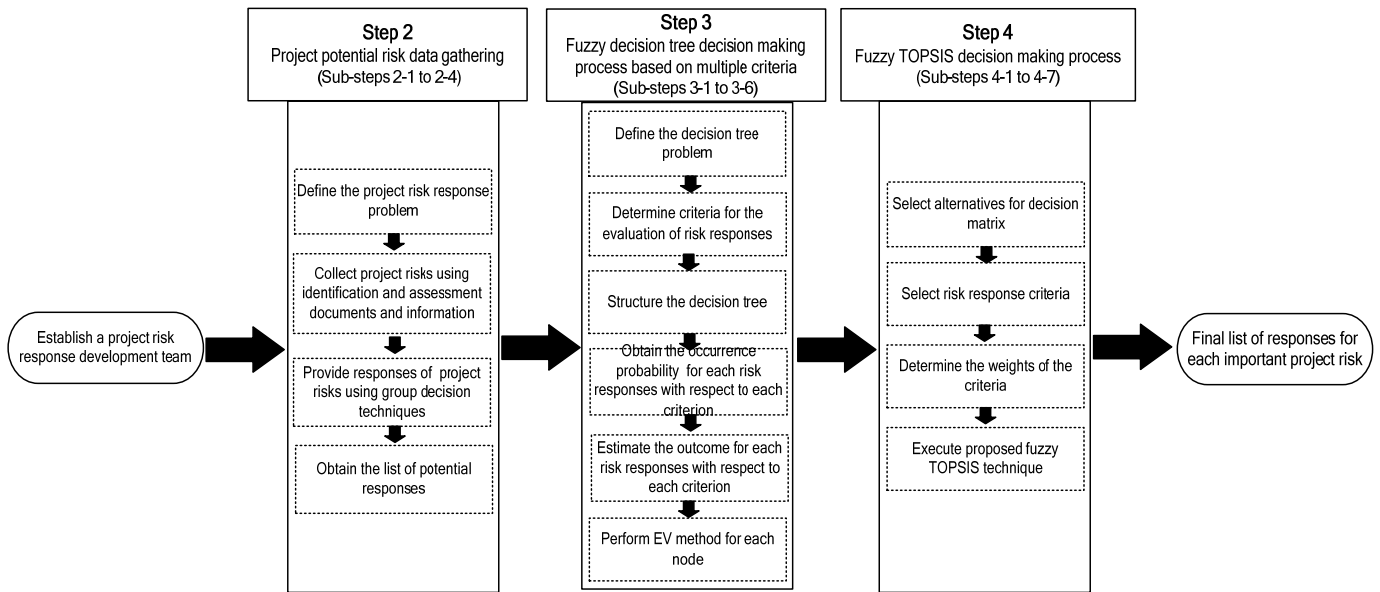 Establish a project risk
response development team
Step 2
Project potential risk data gathering
(Sub-steps 2-1 to 2-4)
Define the project risk response
problem
Collect project risks using
identification and assessment
documents and information
Provide responses of project
risks using group decision
techniques
Obtain the list of potential
responses
Step 3
Fuzzy decision tree decision making
process based on multiple criteria
(Sub-steps 3-1 to 3-6)
Define the decision tree
problem
Determine criteria for the
evaluation of risk responses
Structure the decision tree
Obtain the occurrence
probability for each risk
responses with respect to each
criterion
Estimate the outcome for each
risk responses with respect to
each criterion
Perform EV method for each
node
Step 4
Fuzzy TOPSIS decision making process
(Sub-steps 4-1 to 4-7)
Select alternatives for decision
matrix
Select risk response criteria
Determine the weights of the
criteria
Execute proposed fuzzy
TOPSIS technique
Final list of responses for
each important project risk